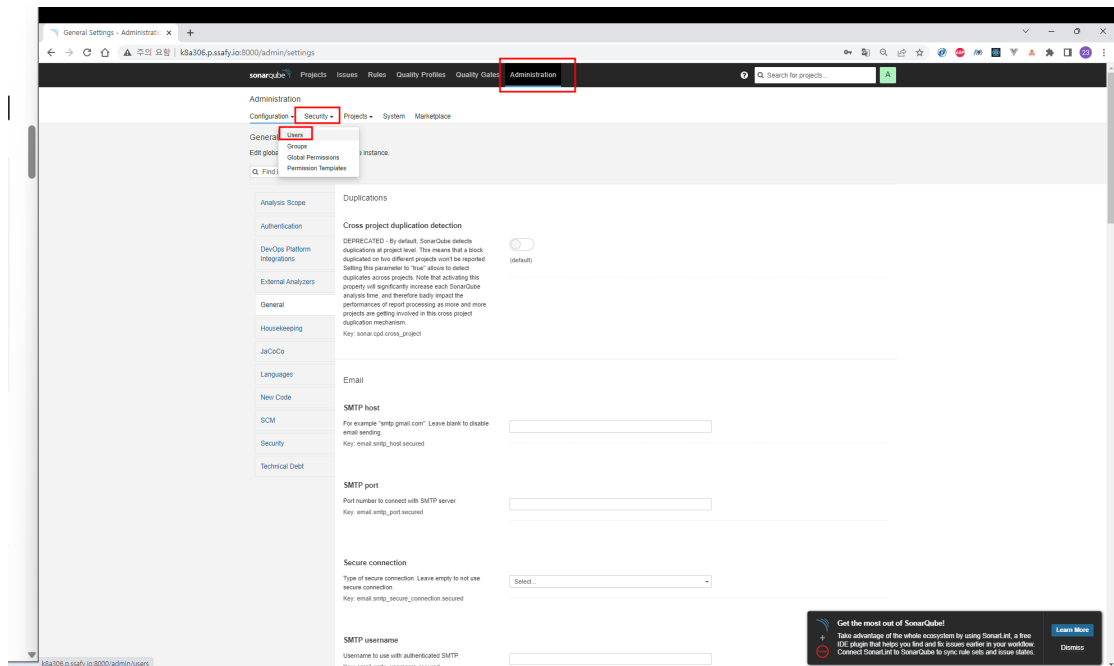 General Settings - Administratio
주의 요함 | k8a306.p.ssafy.io:8000/admin/settings
23
sonarqube Projects Issues Rules Quality Profiles Quality Gates Administration
Search for projects...
A
Administration
Configuration Security Projects System Marketplace
General
Users
Edit globa
instance.
Groups
Global Permissions
Permission Templates
Find i
Analysis Scope
Authentication
DevOps Platform
Integrations
External Analyzers
General
Housekeeping
JaCoCo
Languages
New Code
SCM
Security
Technical Debt
Duplications
Cross project duplication detection
DEPRECATED - By default, SonarQube detects
duplications at project level. This means that a block
duplicated on two different projects won't be reported.
Setting this parameter to "true" allows to detect
duplicates across projects. Note that activating this
property will significantly increase each SonarQube
analysis time, and therefore badly impact the
performances of report processing as more and more
projects are getting involved in this cross project
duplication mechanism.
Key: sonar.cpd.cross_project
(default)
Email
SMTP host
For example "smtp.gmail.com". Leave blank to disable
email sending.
Key: email.smtp_host.secured
SMTP port
Port number to connect with SMTP server.
Key: email.smtp_port.secured
Secure connection
Type of secure connection. Leave empty to not use
secure connection.
Key: email.smtp_secure_connection.secured
Select...
SMTP username
Username to use with authenticated SMTP.
Get the most out of SonarQube!
Take advantage of the whole ecosystem by using SonarLint, a free
IDE plugin that helps you find and fix issues earlier in your workflow.
Connect SonarLint to SonarQube to sync rule sets and issue states.
Learn More
Dismiss
k8a306.p.ssafy.io:8000/admin/users